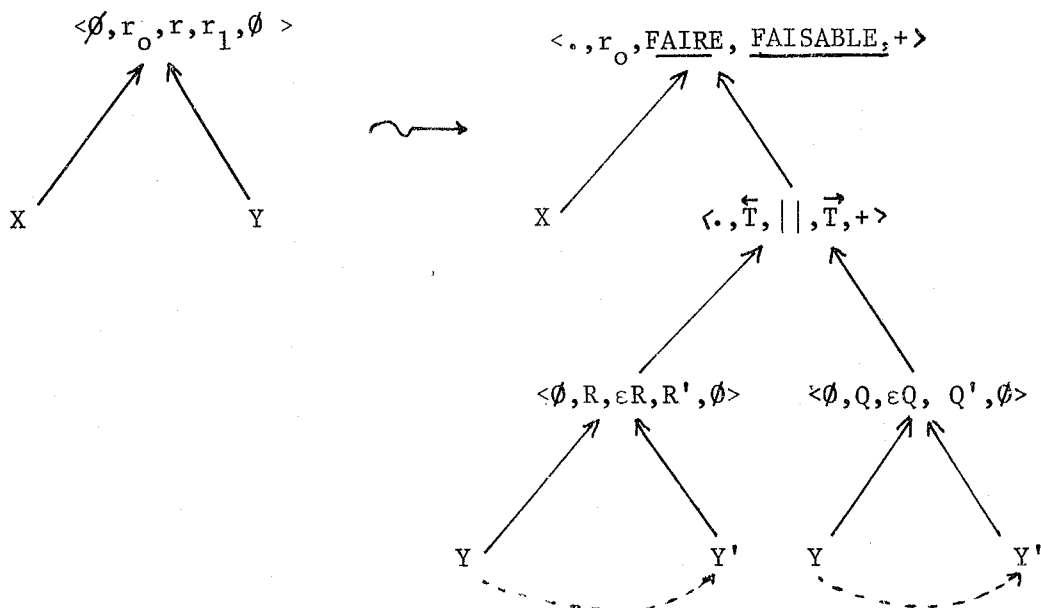 <Ø,r₀,r,r₁,Ø > <.,r₀,FAIRE, FAISABLE,+>
X Y X <.,T⃖,||,T⃗,+>
<Ø,R,εR,R',Ø> <Ø,Q,εQ, Q',Ø>
Y Y' Y Y'